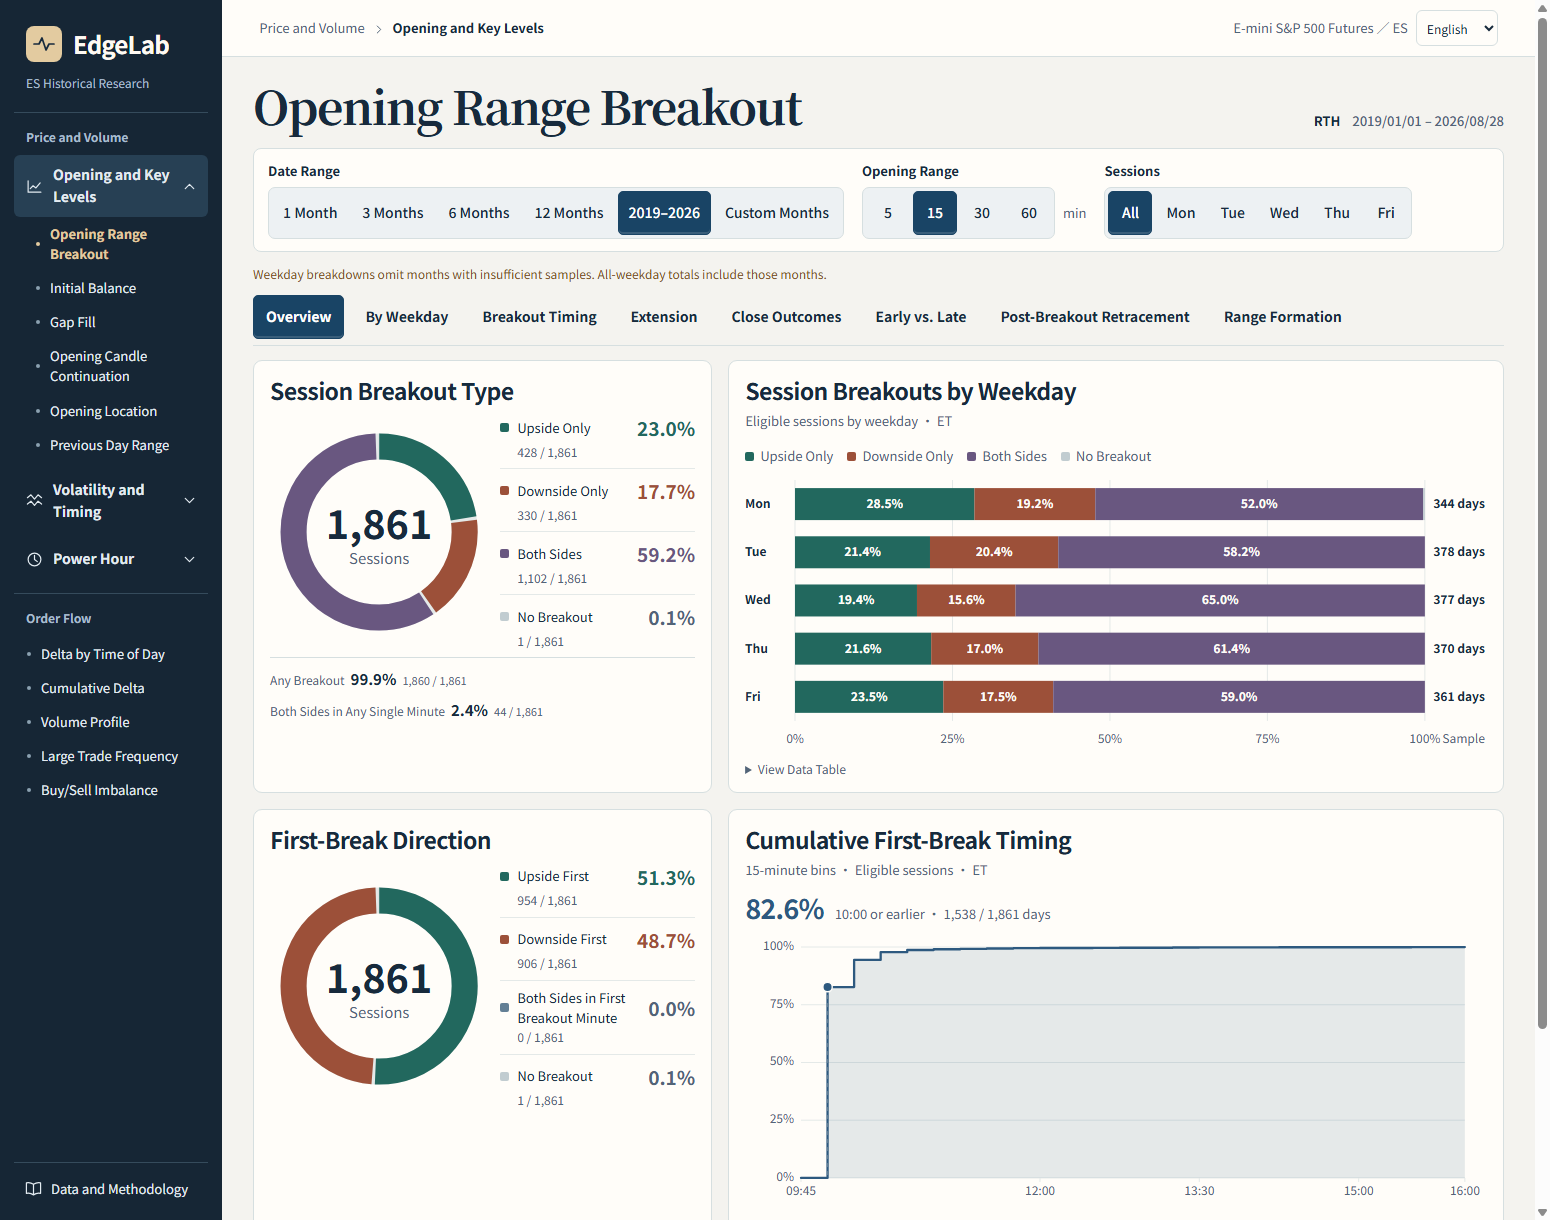 EdgeLab
ES Historical Research
Price and Volume
Opening and Key
Levels
Opening Range
Breakout
Initial Balance
Gap Fill
Opening Candle
Continuation
Opening Location
Previous Day Range
Volatility and
Timing
Power Hour
Order Flow
Delta by Time of Day
Cumulative Delta
Volume Profile
Large Trade Frequency
Buy/Sell Imbalance
Data and Methodology
Price and Volume > Opening and Key Levels
E-mini S&P 500 Futures / ES
English
Opening Range Breakout
RTH 2019/01/01 – 2026/08/28
Date Range
1 Month 3 Months 6 Months 12 Months 2019–2026 Custom Months
Opening Range
5 15 30 60 min
Sessions
All Mon Tue Wed Thu Fri
Weekday breakdowns omit months with insufficient samples. All-weekday totals include those months.
Overview By Weekday Breakout Timing Extension Close Outcomes Early vs. Late Post-Breakout Retracement Range Formation
Session Breakout Type
1,861
Sessions
Upside Only 23.0%
428 / 1,861
Downside Only 17.7%
330 / 1,861
Both Sides 59.2%
1,102 / 1,861
No Breakout 0.1%
1 / 1,861
Any Breakout 99.9% 1,860 / 1,861
Both Sides in Any Single Minute 2.4% 44 / 1,861
Session Breakouts by Weekday
Eligible sessions by weekday • ET
Upside Only Downside Only Both Sides No Breakout
Mon 28.5% 19.2% 52.0% 344 days
Tue 21.4% 20.4% 58.2% 378 days
Wed 19.4% 15.6% 65.0% 377 days
Thu 21.6% 17.0% 61.4% 370 days
Fri 23.5% 17.5% 59.0% 361 days
0% 25% 50% 75% 100% Sample
View Data Table
First-Break Direction
1,861
Sessions
Upside First 51.3%
954 / 1,861
Downside First 48.7%
906 / 1,861
Both Sides in First
Breakout Minute 0.0%
0 / 1,861
No Breakout 0.1%
1 / 1,861
Cumulative First-Break Timing
15-minute bins • Eligible sessions • ET
82.6% 10:00 or earlier • 1,538 / 1,861 days
100%
75%
50%
25%
0%
09:45 12:00 13:30 15:00 16:00